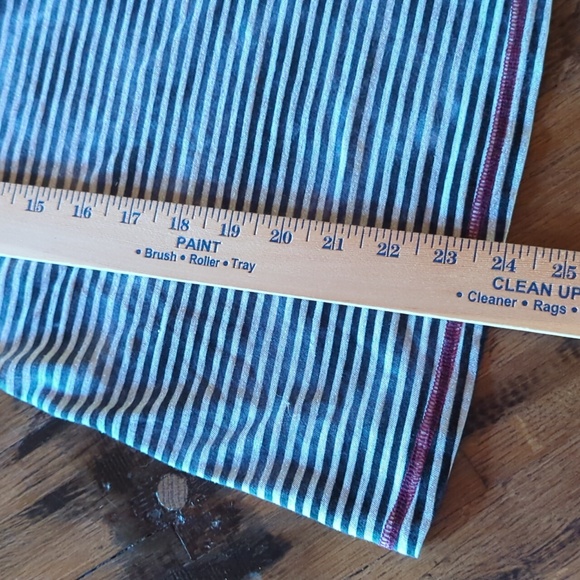 15 16 17 18 19 20 21 22 23 24 25
PAINT
• Brush • Roller • Tray
CLEAN UP
• Cleaner • Rags •